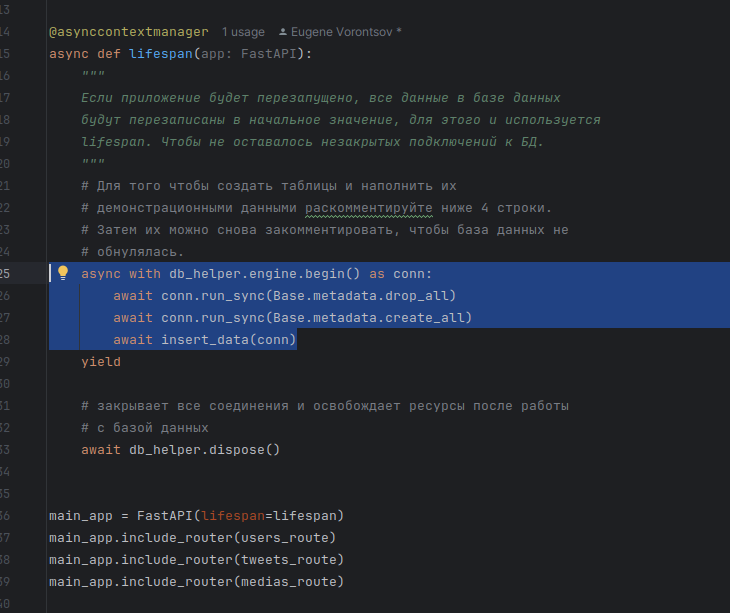 13
14 @asynccontextmanager 1 usage Eugene Vorontsov *
15 async def lifespan(app: FastAPI):
16 """
17 Если приложение будет перезапущено, все данные в базе данных
18 будут перезаписаны в начальное значение, для этого и используется
19 lifespan. Чтобы не оставалось незакрытых подключений к БД.
20 """
21 # Для того чтобы создать таблицы и наполнить их
22 # демонстрационными данными раскомментируйте ниже 4 строки.
23 # Затем их можно снова закомментировать, чтобы база данных не
24 # обнулялась.
25 async with db_helper.engine.begin() as conn:
26 await conn.run_sync(Base.metadata.drop_all)
27 await conn.run_sync(Base.metadata.create_all)
28 await insert_data(conn)
29 yield
30
31 # закрывает все соединения и освобождает ресурсы после работы
32 # с базой данных
33 await db_helper.dispose()
34
35
36 main_app = FastAPI(lifespan=lifespan)
37 main_app.include_router(users_route)
38 main_app.include_router(tweets_route)
39 main_app.include_router(medias_route)
40